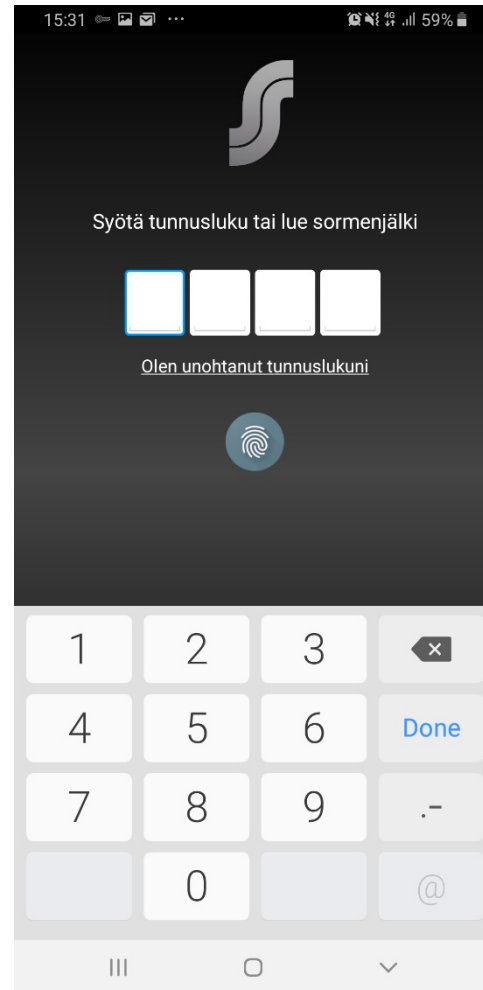 15:31 ... 4G 59%
Syötä tunnusluku tai lue sormenjälki
Olen unohtanut tunnuslukuni
1 2 3
4 5 6 Done
7 8 9 .-
0 @